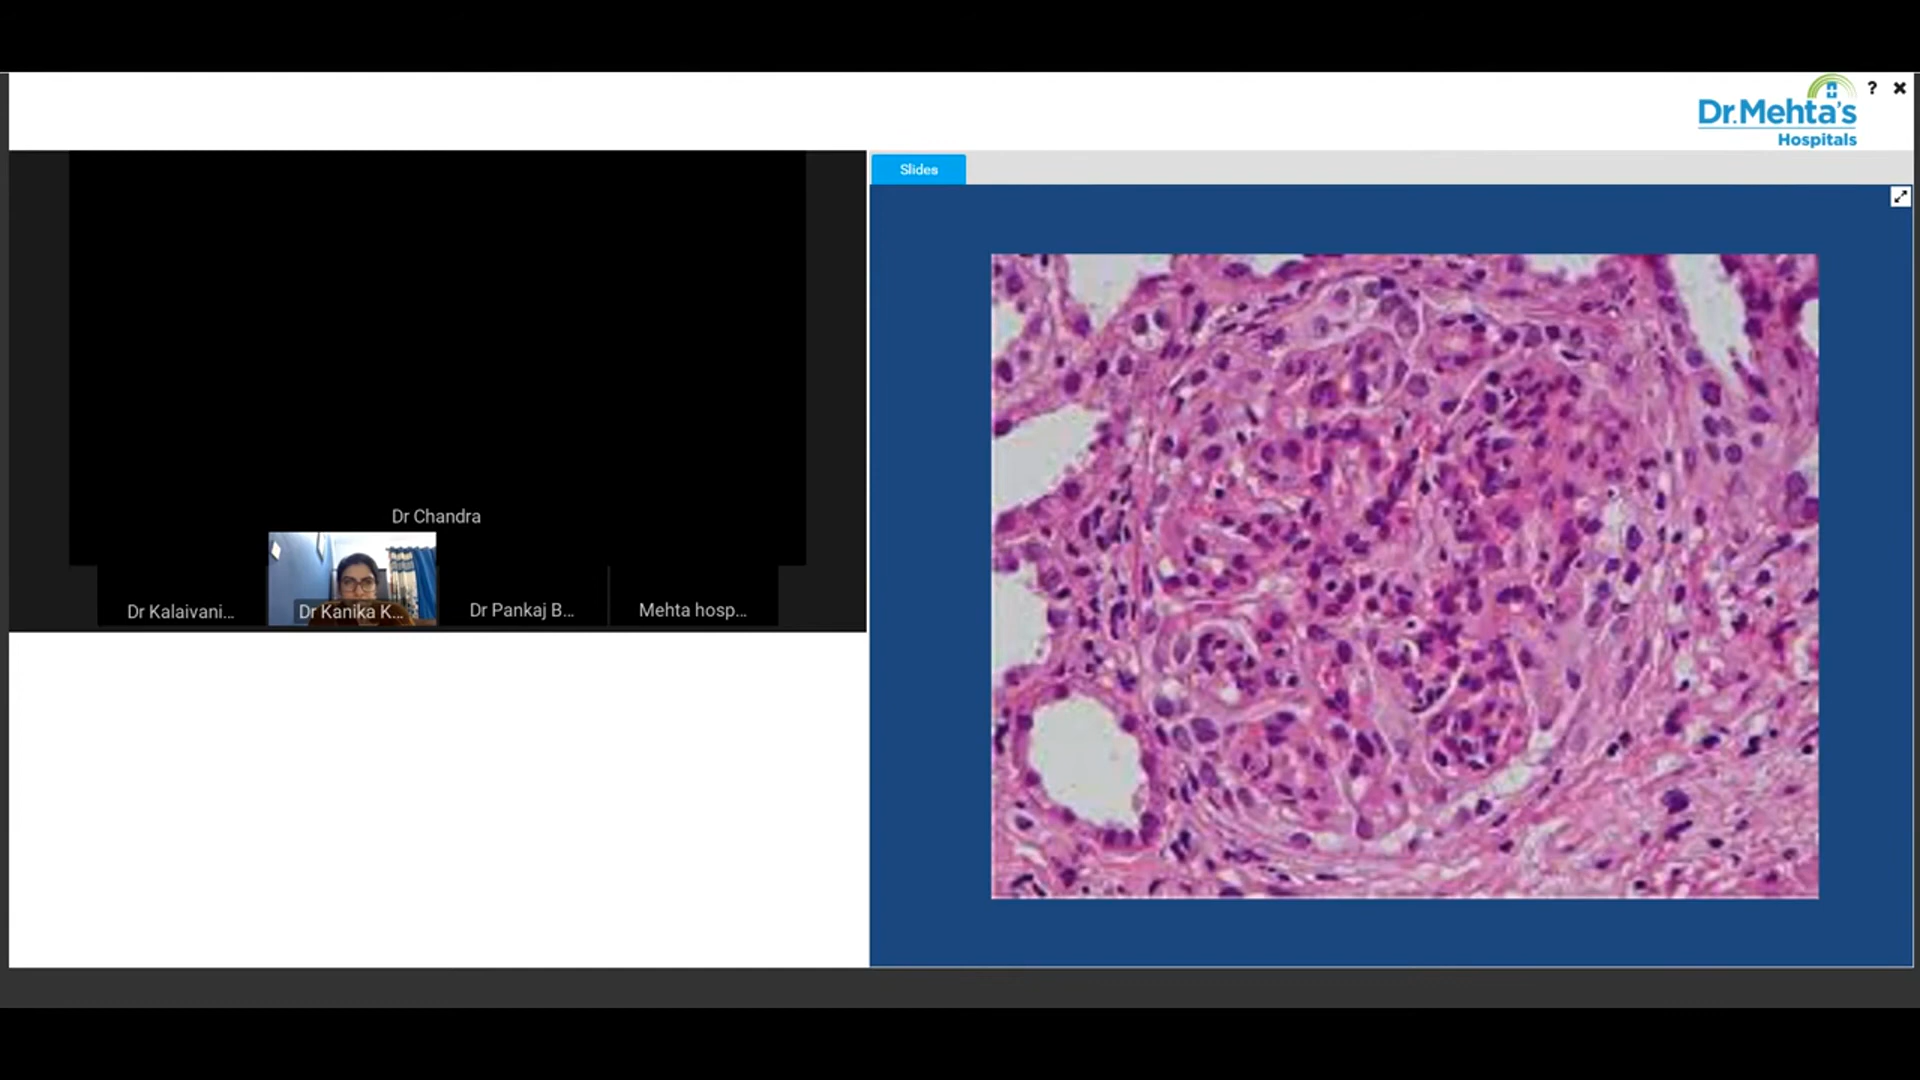 Dr.Mehta's
Hospitals
?
Slides
Dr Chandra
Dr Kalaivani...
Dr Kanika K...
Dr Pankaj B...
Mehta hosp...